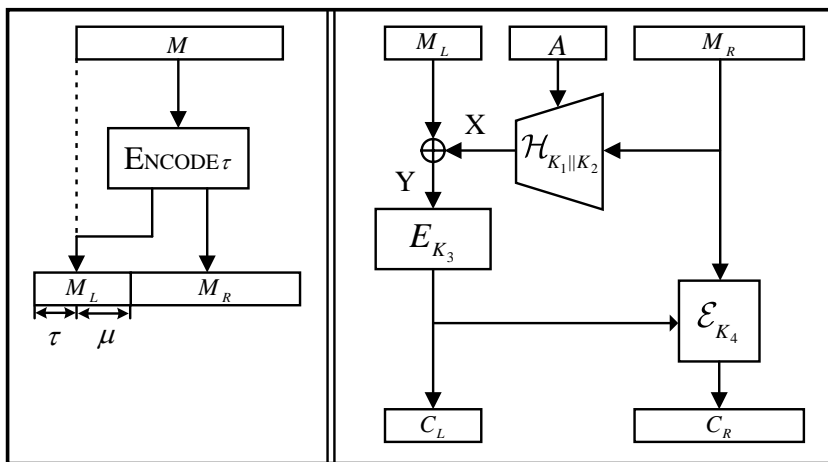 M
ENCODEτ
M_L M_R
τ μ
M_L A M_R
X
H_{K_1||K_2}
Y
E_{K_3}
ℰ_{K_4}
C_L C_R